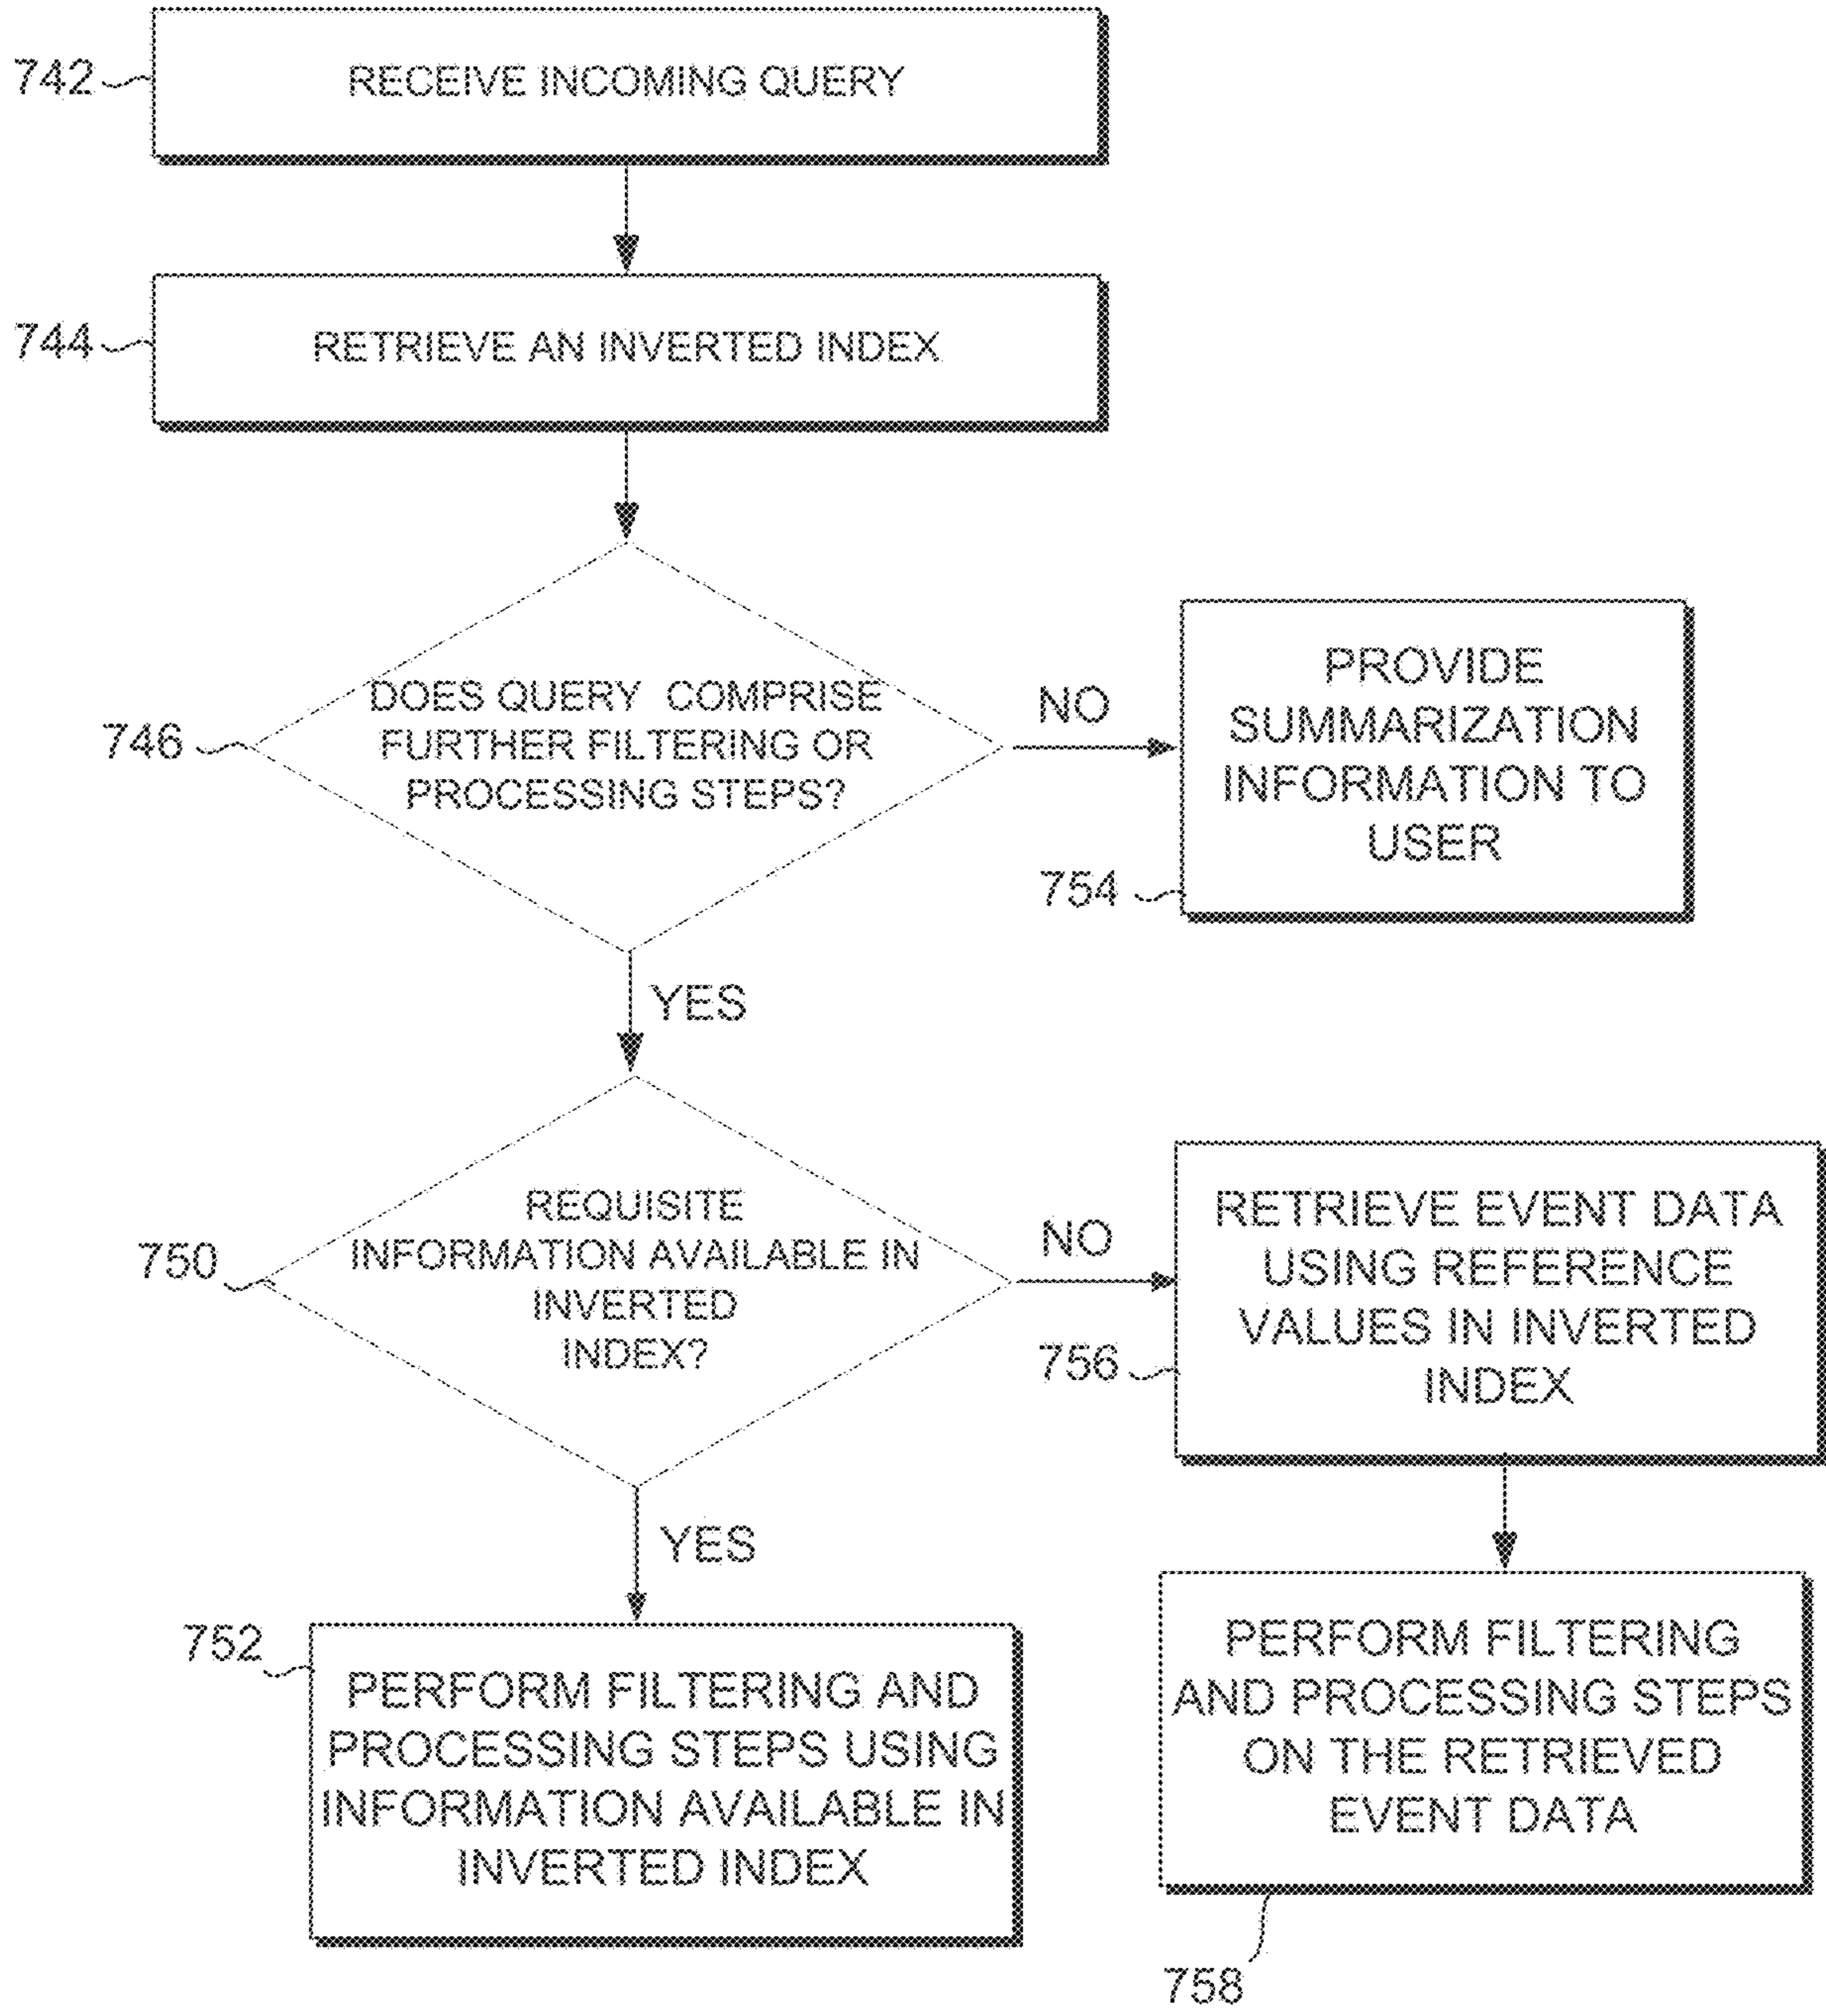 742
RECEIVE INCOMING QUERY
744
RETRIEVE AN INVERTED INDEX
746
DOES QUERY COMPRISE
FURTHER FILTERING OR
PROCESSING STEPS?
NO
PROVIDE
SUMMARIZATION
INFORMATION TO
USER
754
YES
750
REQUISITE
INFORMATION AVAILABLE IN
INVERTED
INDEX?
NO
756
RETRIEVE EVENT DATA
USING REFERENCE
VALUES IN INVERTED
INDEX
YES
752
PERFORM FILTERING AND
PROCESSING STEPS USING
INFORMATION AVAILABLE IN
INVERTED INDEX
PERFORM FILTERING
AND PROCESSING STEPS
ON THE RETRIEVED
EVENT DATA
758